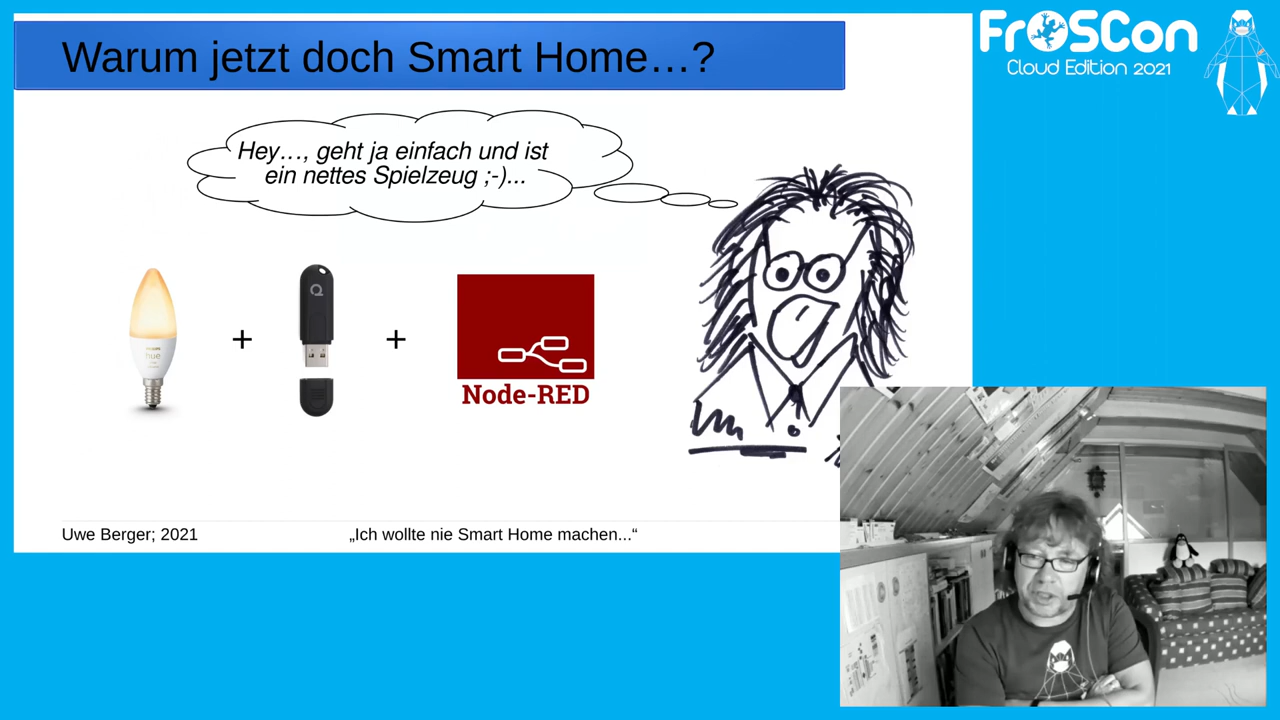 Warum jetzt doch Smart Home…?
FrOSCon
Cloud Edition 2021
Hey…, geht ja einfach und ist
ein nettes Spielzeug ;-)...
PHILIPS
hue
+
+
Node-RED
Uwe Berger; 2021
„Ich wollte nie Smart Home machen...“